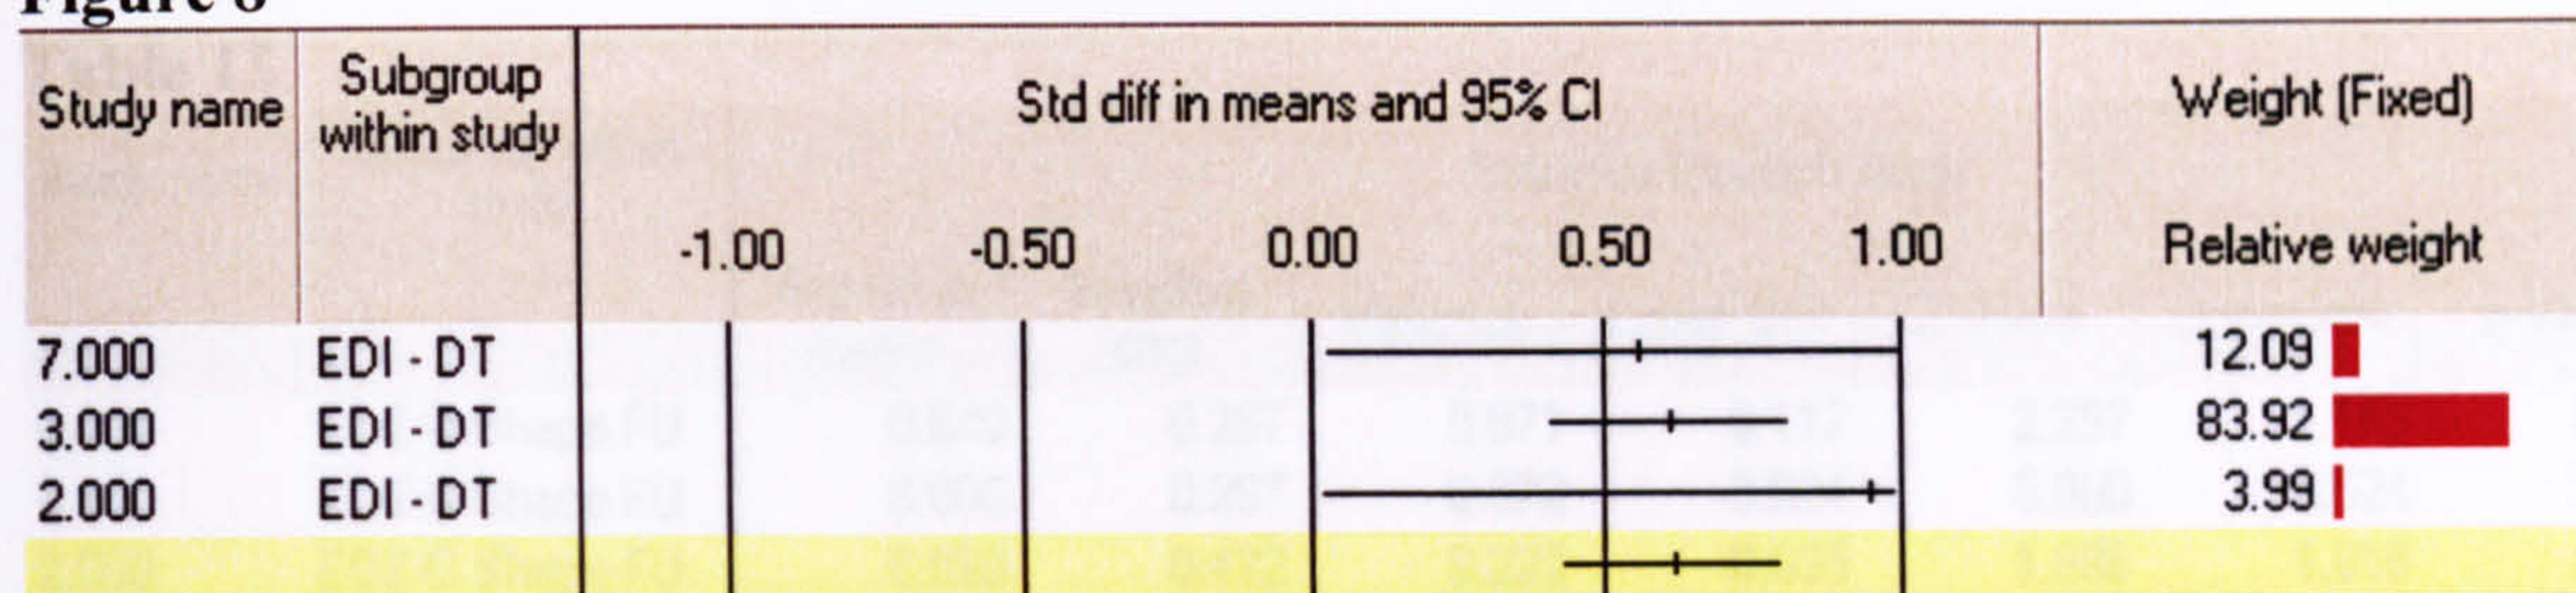 Figure 8
Study name
Subgroup within study
Std diff in means and 95% CI
Weight (Fixed)
-1.00 -0.50 0.00 0.50 1.00
Relative weight
7.000 EDI - DT 12.09
3.000 EDI - DT 83.92
2.000 EDI - DT 3.99